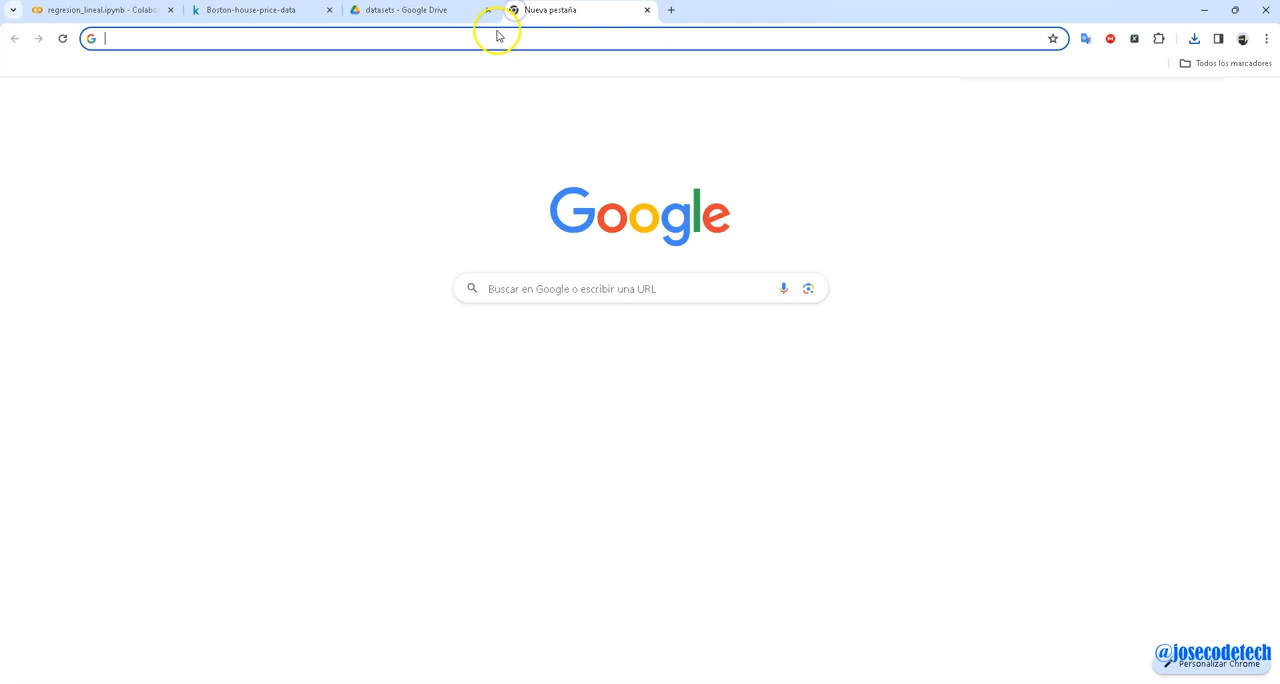 regresion_lineal.ipynb - Colabo
Boston-house-price-data
datasets - Google Drive
Nueva pestaña
Todos los marcadores
Google
Buscar en Google o escribir una URL
@josecodetech
Personalizar Chrome